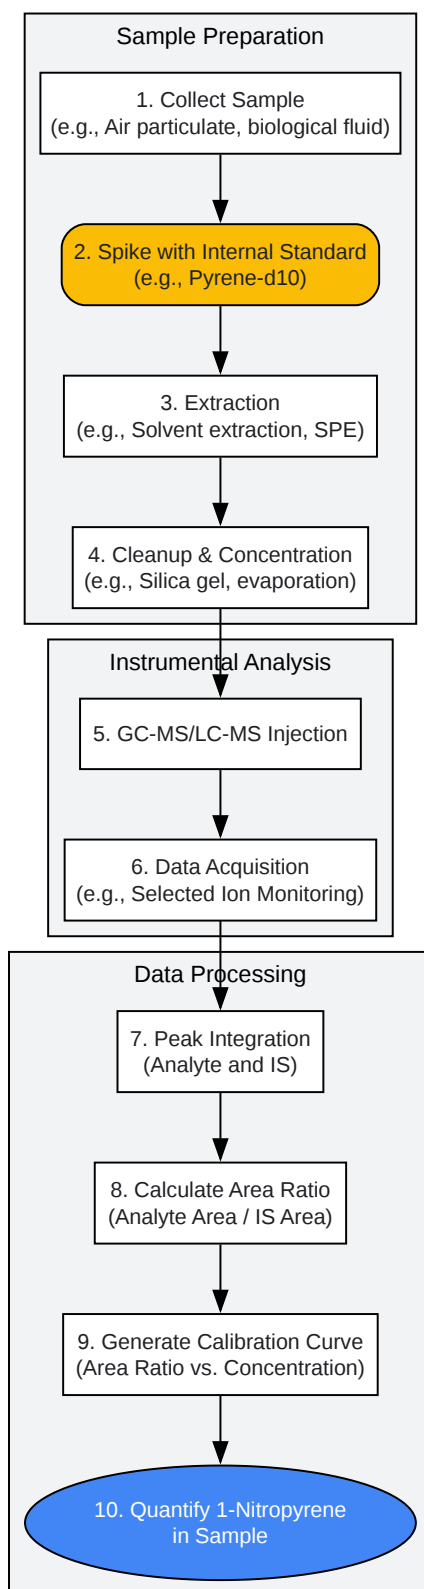 Sample Preparation
1. Collect Sample
(e.g., Air particulate, biological fluid)
2. Spike with Internal Standard
(e.g., Pyrene-d10)
3. Extraction
(e.g., Solvent extraction, SPE)
4. Cleanup & Concentration
(e.g., Silica gel, evaporation)
Instrumental Analysis
5. GC-MS/LC-MS Injection
6. Data Acquisition
(e.g., Selected Ion Monitoring)
Data Processing
7. Peak Integration
(Analyte and IS)
8. Calculate Area Ratio
(Analyte Area / IS Area)
9. Generate Calibration Curve
(Area Ratio vs. Concentration)
10. Quantify 1-Nitropyrene
in Sample